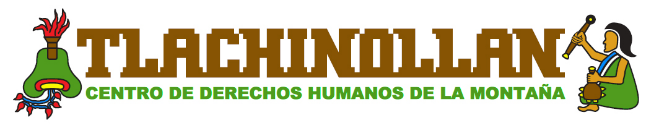 TLACHINOLLAN
CENTRO DE DERECHOS HUMANOS DE LA MONTAÑA